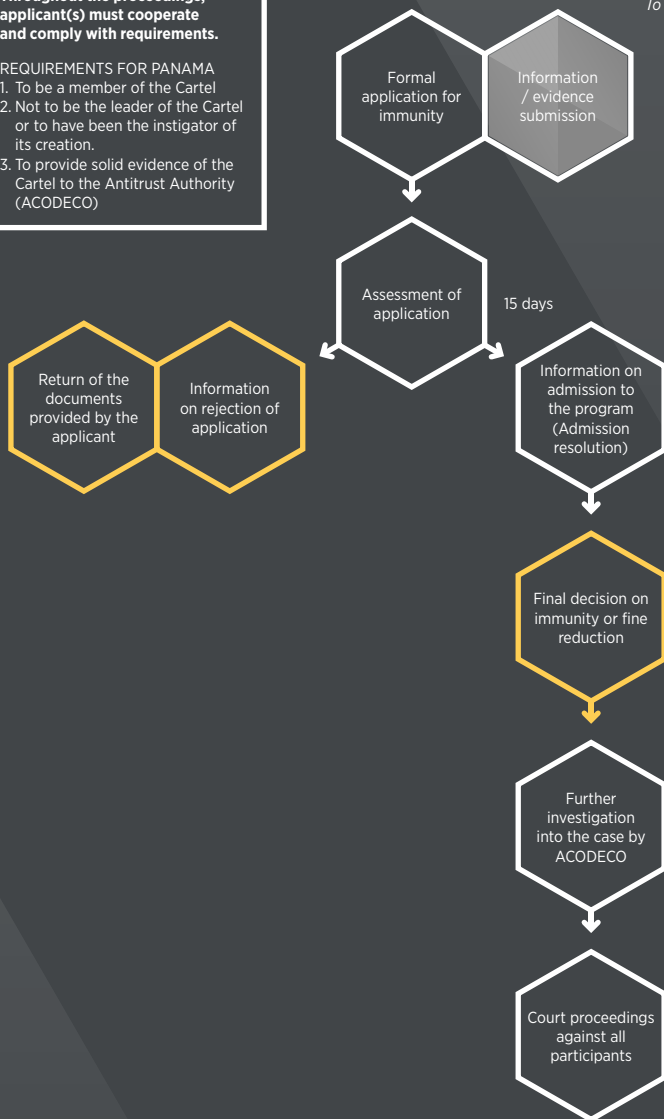 Throughout the proceedings,
applicant(s) must cooperate
and comply with requirements.
REQUIREMENTS FOR PANAMA
1. To be a member of the Cartel
2. Not to be the leader of the Cartel
or to have been the instigator of
its creation.
3. To provide solid evidence of the
Cartel to the Antitrust Authority
(ACODECO)
To
Formal
application for
immunity
Information
/ evidence
submission
Assessment of
application
15 days
Return of the
documents
provided by the
applicant
Information
on rejection of
application
Information on
admission to
the program
(Admission
resolution)
Final decision on
immunity or fine
reduction
Further
investigation
into the case by
ACODECO
Court proceedings
against all
participants